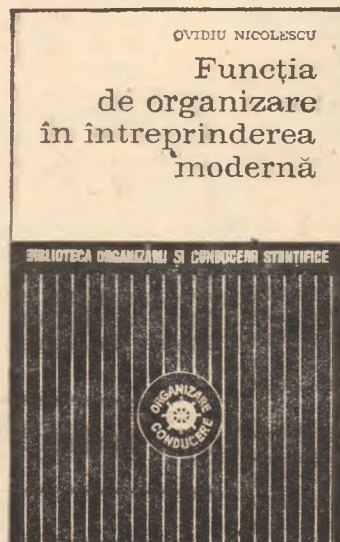 OVIDIU NICOLESCU
Funcția
de organizare
în întreprinderea
modernă
BIBLIOTECA ORGANIZĂRII ȘI CONDUCERII ȘTIINȚIFICE
ORGANIZARE
CONDUCERE